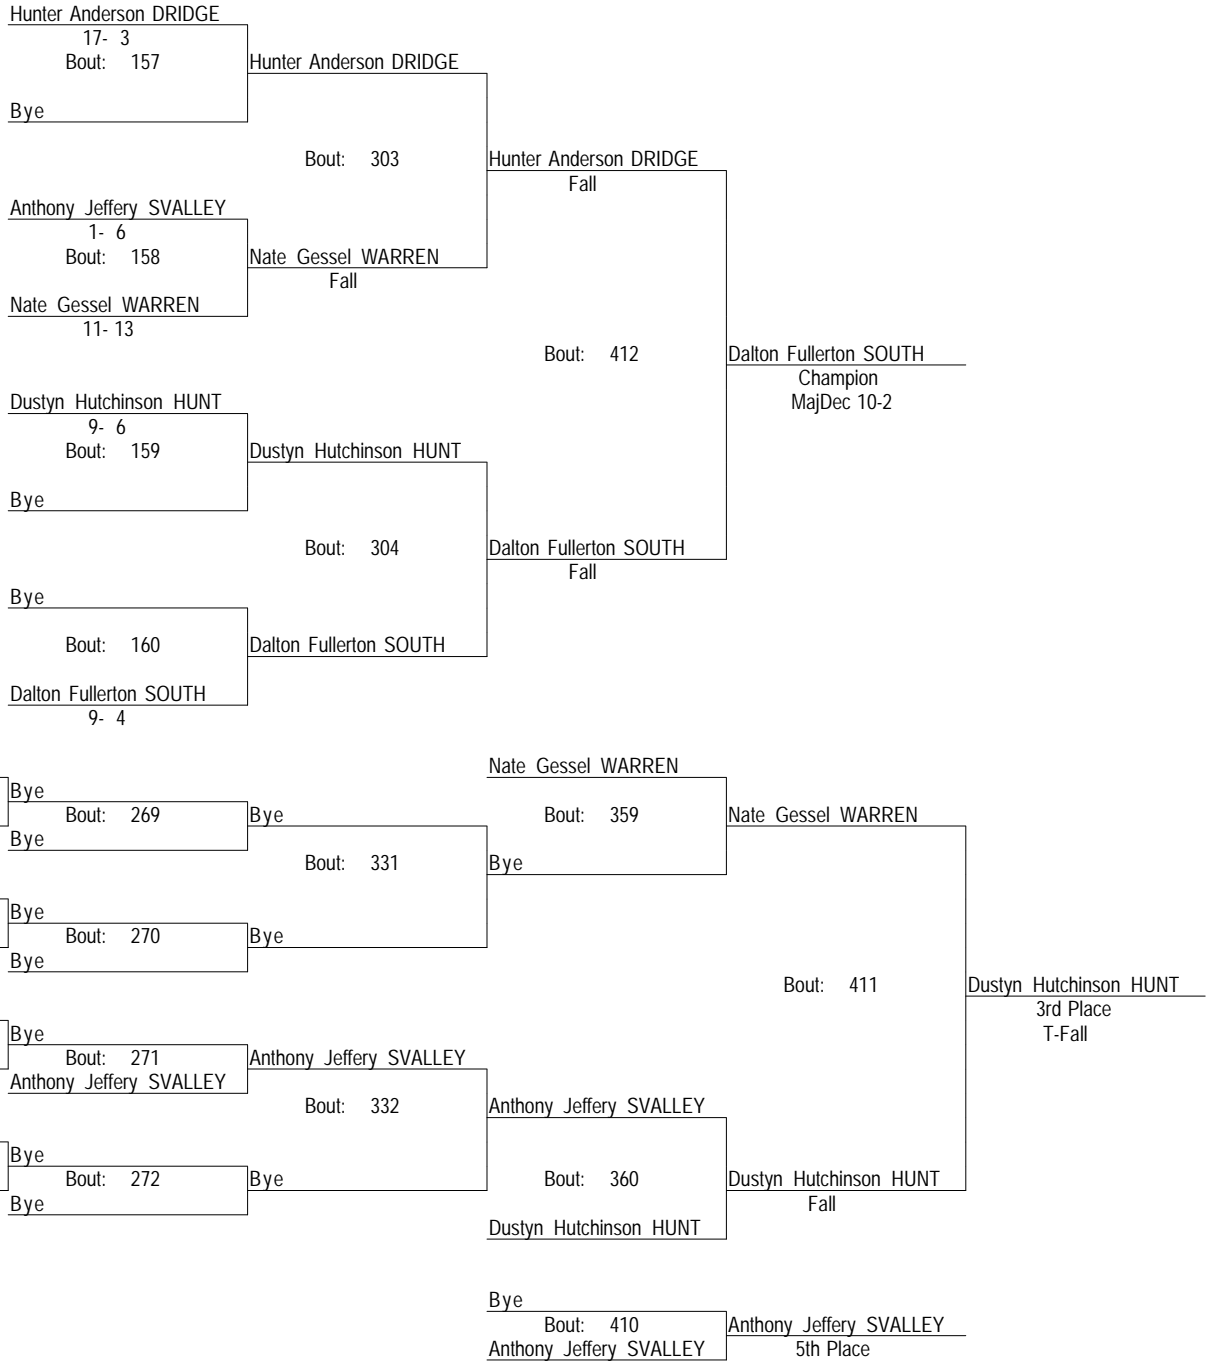 Hunter Anderson DRIDGE
17- 3
Bout: 157
Hunter Anderson DRIDGE
Bye
Bout: 303
Hunter Anderson DRIDGE
Fall
Anthony Jeffery SVALLEY
1- 6
Bout: 158
Nate Gessel WARREN
Fall
Nate Gessel WARREN
11- 13
Bout: 412
Dalton Fullerton SOUTH
Champion
MajDec 10-2
Dustyn Hutchinson HUNT
9- 6
Bout: 159
Dustyn Hutchinson HUNT
Bye
Bout: 304
Dalton Fullerton SOUTH
Fall
Bye
Bout: 160
Dalton Fullerton SOUTH
Dalton Fullerton SOUTH
9- 4
Nate Gessel WARREN
Bye
Bout: 269
Bye
Bout: 359
Nate Gessel WARREN
Bye
Bout: 331
Bye
Bye
Bout: 270
Bye
Bye
Bout: 411
Dustyn Hutchinson HUNT
3rd Place
T-Fall
Bye
Bout: 271
Anthony Jeffery SVALLEY
Anthony Jeffery SVALLEY
Bout: 332
Anthony Jeffery SVALLEY
Bye
Bout: 272
Bye
Bout: 360
Dustyn Hutchinson HUNT
Fall
Bye
Dustyn Hutchinson HUNT
Bye
Bout: 410
Anthony Jeffery SVALLEY
Anthony Jeffery SVALLEY
5th Place